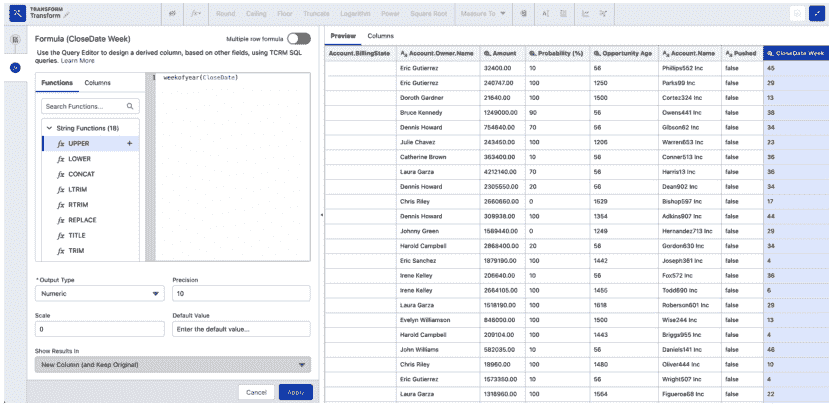 TRANSFORM
Transform
Round Ceiling Floor Truncate Logarithm Power Square Root Measure To
Formula (CloseDate Week)
Multiple row formula
Use the Query Editor to design a derived column, based on other fields, using TCRM SQL
queries. Learn More
Functions Columns
Search Functions...
String Functions (18)
fx UPPER +
fx LOWER
fx CONCAT
fx LTRIM
fx RTRIM
fx REPLACE
fx TITLE
fx TRIM
1 weekofyear(CloseDate)
*Output Type Precision
Numeric 10
Scale Default Value
0 Enter the default value...
Show Results In
New Column (and Keep Original)
Cancel Apply
Preview Columns
Account.BillingState Account.Owner.Name Amount Probability (%) Opportunity Age Account.Name Pushed CloseDate Week
Eric Gutierrez 32400.00 10 56 Phillips552 Inc false 45
Eric Gutierrez 240747.00 100 1250 Parks99 Inc false 29
Doroth Gardner 21640.00 100 1500 Cortez324 Inc false 13
Bruce Kennedy 1249000.00 90 56 Owens441 Inc false 38
Dennis Howard 754640.00 70 56 Gibson62 Inc false 34
Julie Chavez 243450.00 100 1206 Warren653 Inc false 23
Catherine Brown 363400.00 10 56 Conner513 Inc false 36
Laura Garza 4212140.00 70 56 Harris13 Inc false 36
Dennis Howard 2305550.00 20 56 Dean902 Inc false 34
Chris Riley 2660650.00 0 1629 Bishop597 Inc false 17
Dennis Howard 309938.00 100 1354 Adkins907 Inc false 44
Johnny Green 1589440.00 0 1249 Hernandez713 Inc false 29
Harold Campbell 2868400.00 20 56 Gordon630 Inc false 34
Eric Sanchez 1879190.00 100 1442 Joseph361 Inc false 4
Irene Kelley 206640.00 10 56 Fox572 Inc false 36
Irene Kelley 2664105.00 100 1455 Todd690 Inc false 6
Laura Garza 1518190.00 100 1618 Roberson601 Inc false 29
Evelyn Williamson 848000.00 100 1500 Wise244 Inc false 13
Harold Campbell 209104.00 100 1443 Briggs955 Inc false 4
John Williams 582035.00 10 56 Daniels141 Inc false 46
Chris Riley 18960.00 100 1480 Oliver444 Inc false 10
Eric Gutierrez 1573350.00 10 56 Wright507 Inc false 4
Laura Garza 1316950.00 100 1564 Figueroa68 Inc false 22